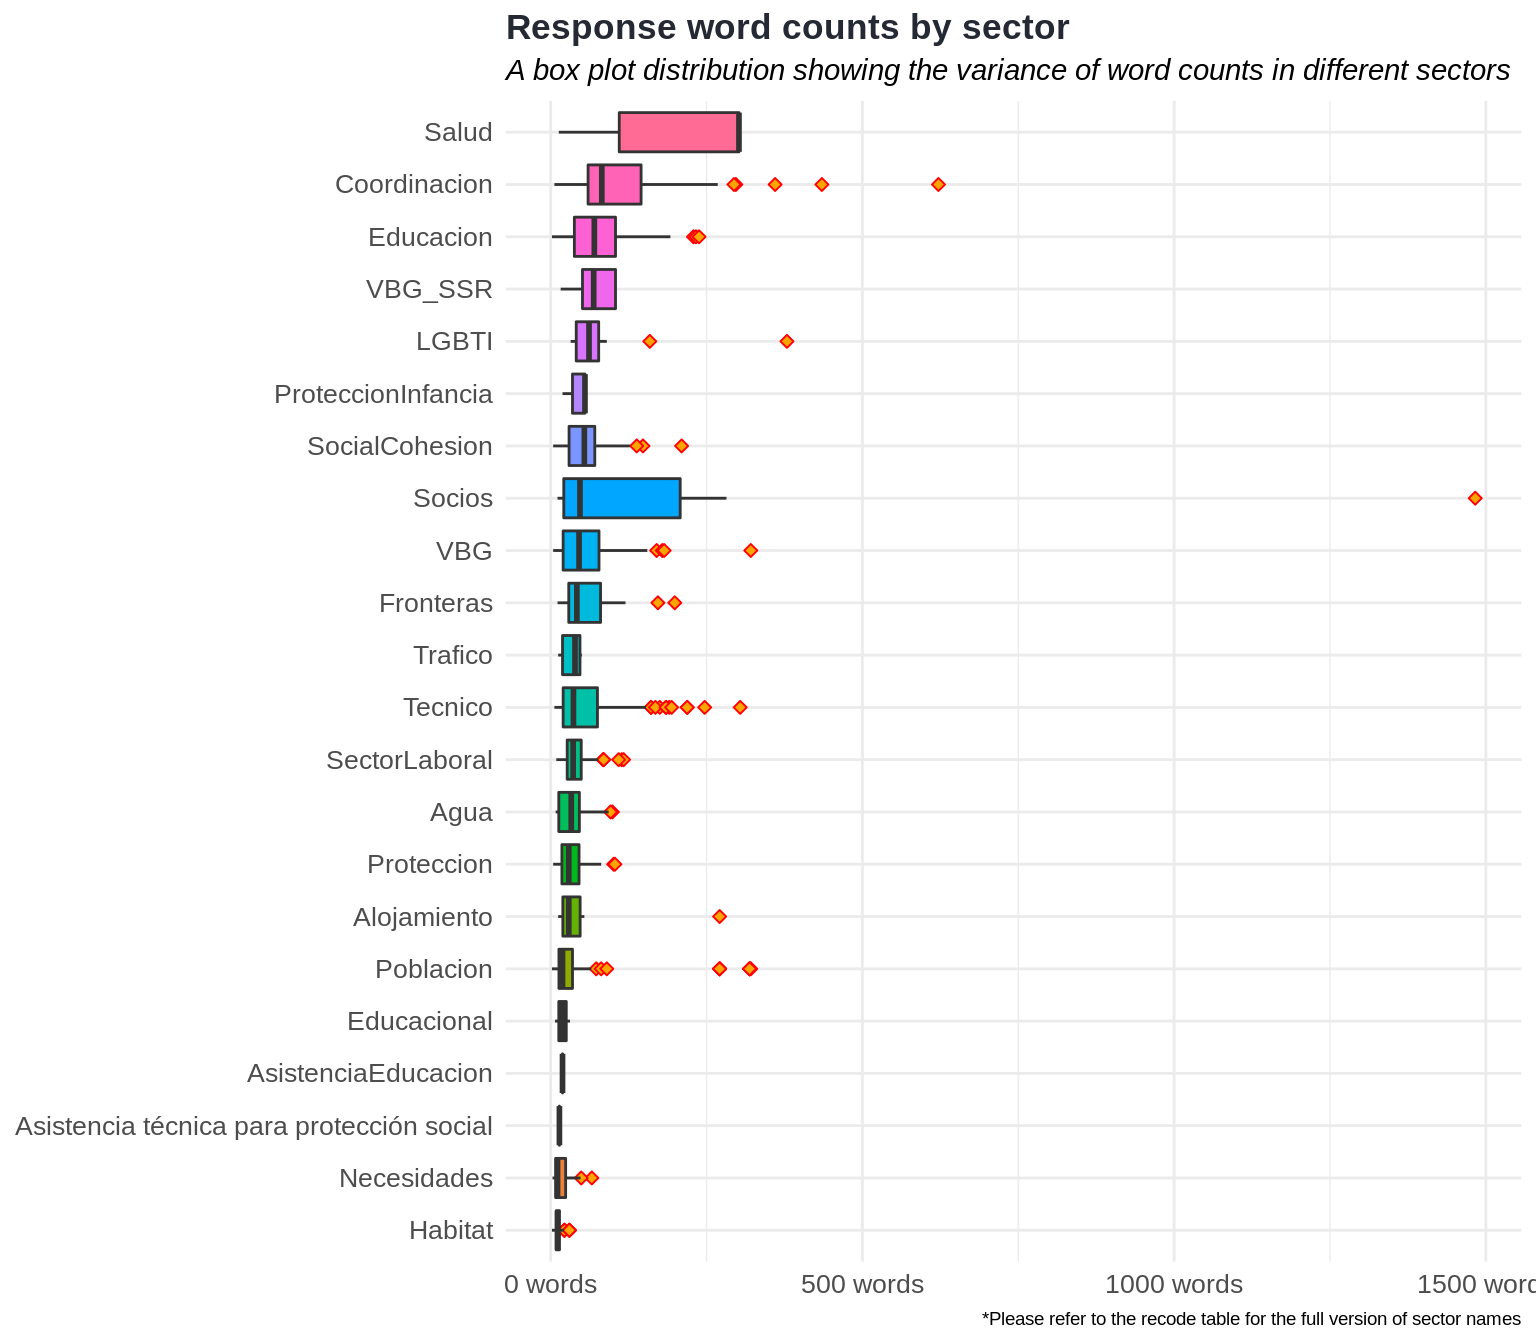 Response word counts by sector
A box plot distribution showing the variance of word counts in different sectors
Salud
Coordinacion
Educacion
VBG_SSR
LGBTI
ProteccionInfancia
SocialCohesion
Socios
VBG
Fronteras
Trafico
Tecnico
SectorLaboral
Agua
Proteccion
Alojamiento
Poblacion
Educacional
AsistenciaEducacion
Asistencia técnica para protección social
Necesidades
Habitat
0 words 500 words 1000 words 1500 word
*Please refer to the recode table for the full version of sector names